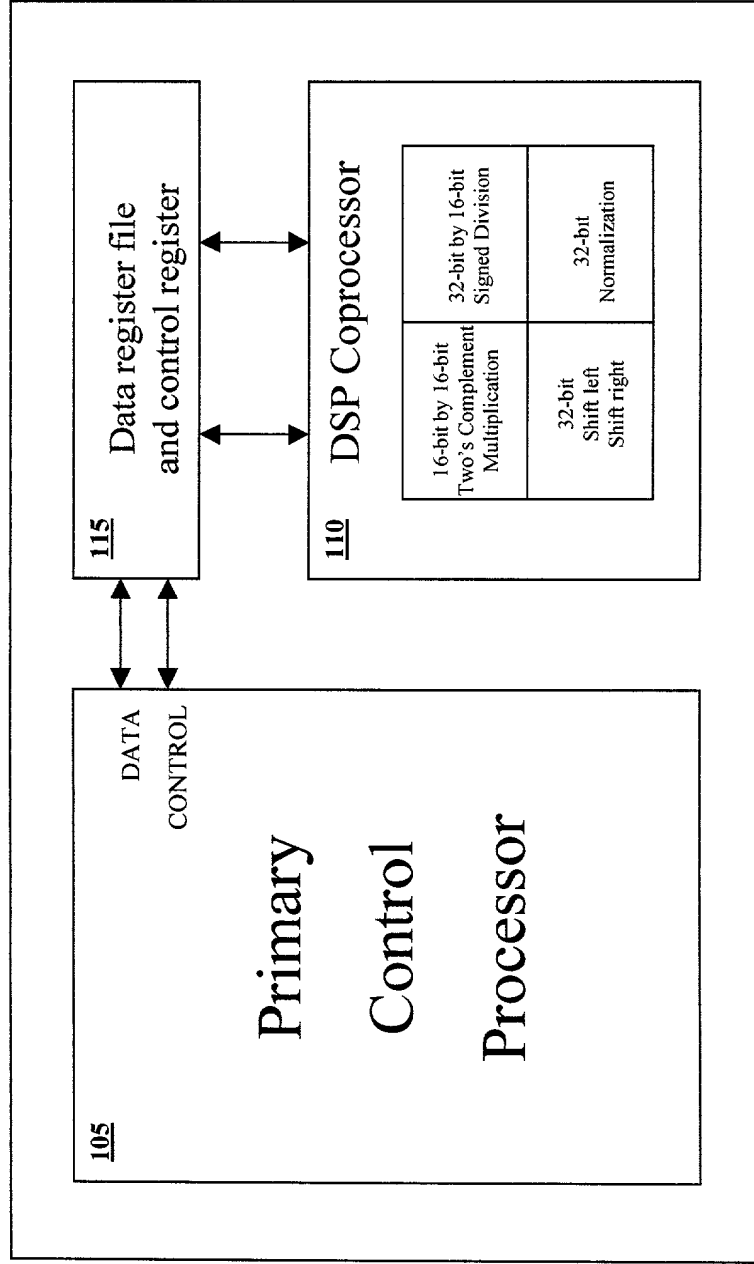 105
Primary
Control
Processor
DATA
CONTROL
115
Data register file
and control register
110
DSP Coprocessor
16-bit by 16-bit
Two's Complement
Multiplication
32-bit by 16-bit
Signed Division
32-bit
Shift left
Shift right
32-bit
Normalization